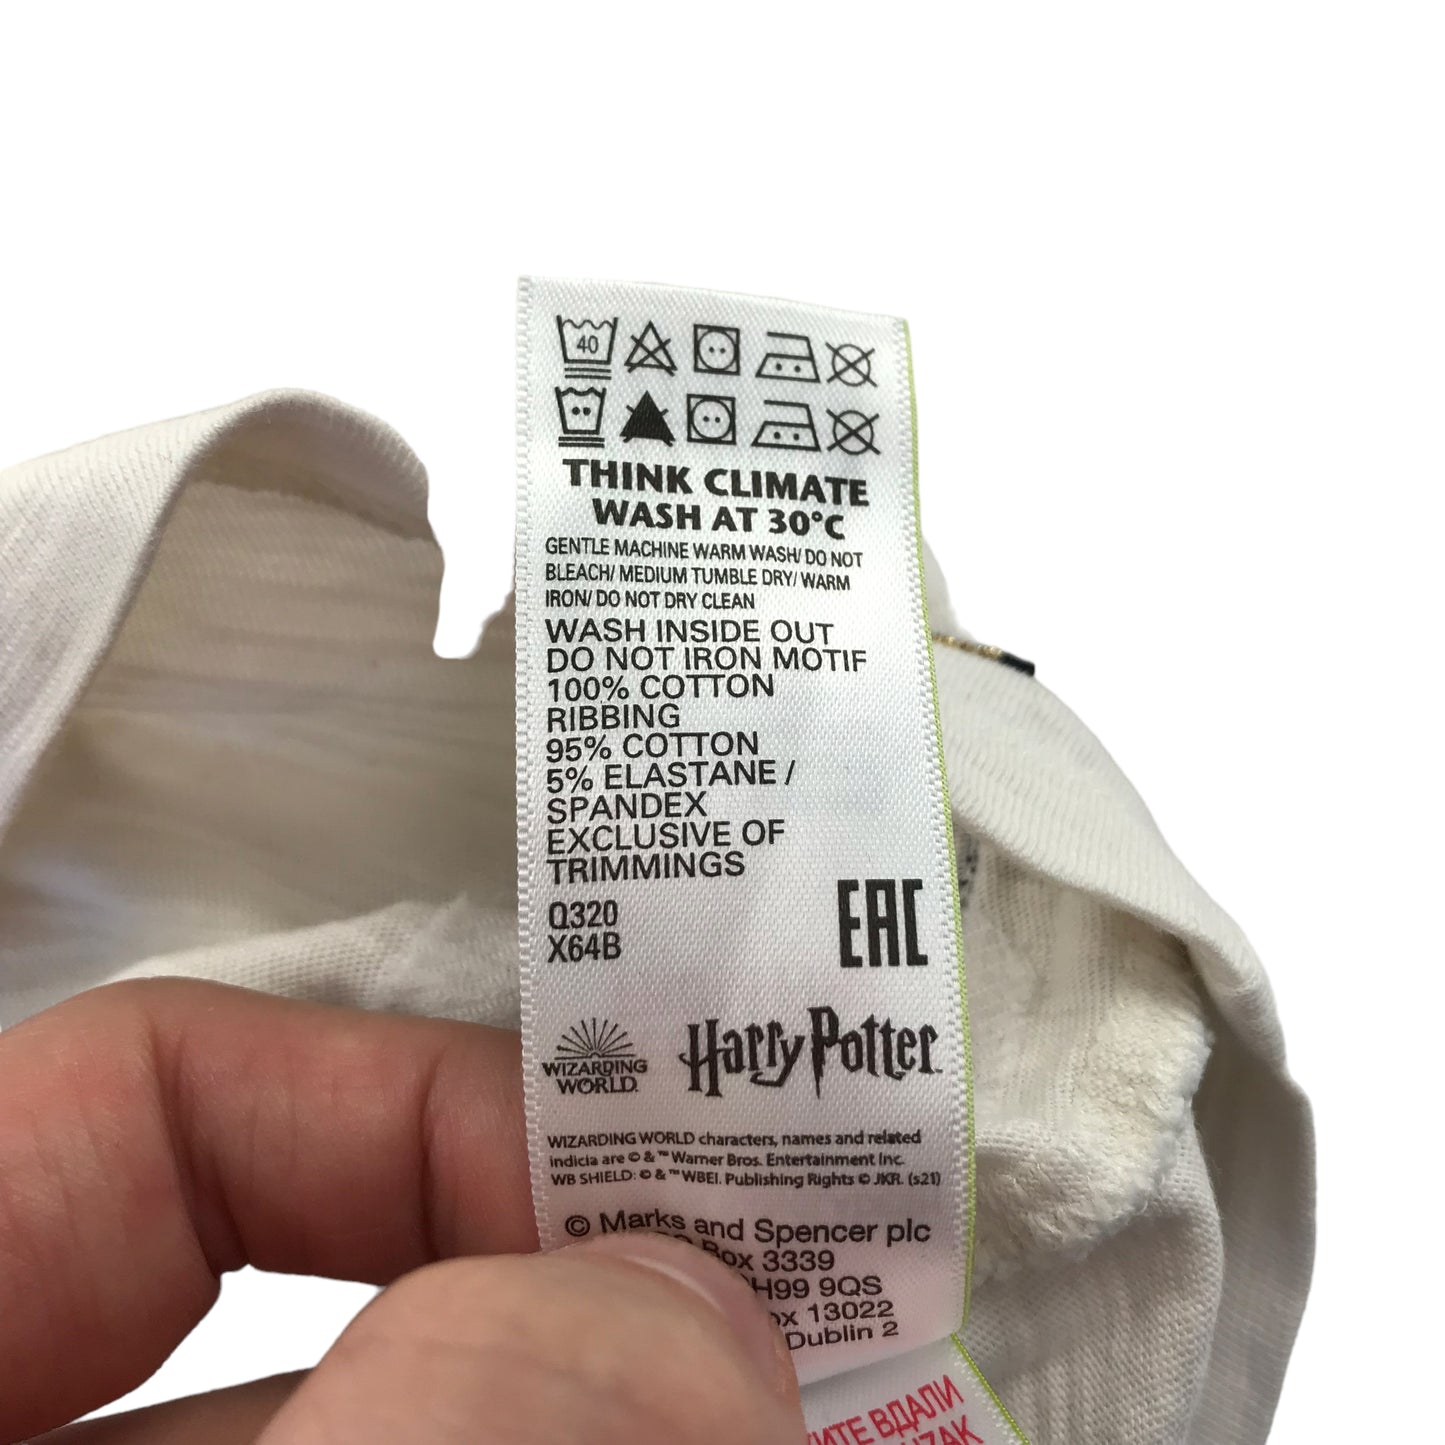 40
THINK CLIMATE
WASH AT 30°C
GENTLE MACHINE WARM WASH/ DO NOT
BLEACH/ MEDIUM TUMBLE DRY/ WARM
IRON/ DO NOT DRY CLEAN
WASH INSIDE OUT
DO NOT IRON MOTIF
100% COTTON
RIBBING
95% COTTON
5% ELASTANE /
SPANDEX
EXCLUSIVE OF
TRIMMINGS
Q320
X64B
EAC
WIZARDING
WORLD
Harry Potter
WIZARDING WORLD characters, names and related
indicia are © & ™ Warner Bros. Entertainment Inc.
WB SHIELD: © & ™ WBEI. Publishing Rights © JKR. (s21)
© Marks and Spencer plc
Box 3339
9QS
13022
Dublin 2
ВДАЛИ